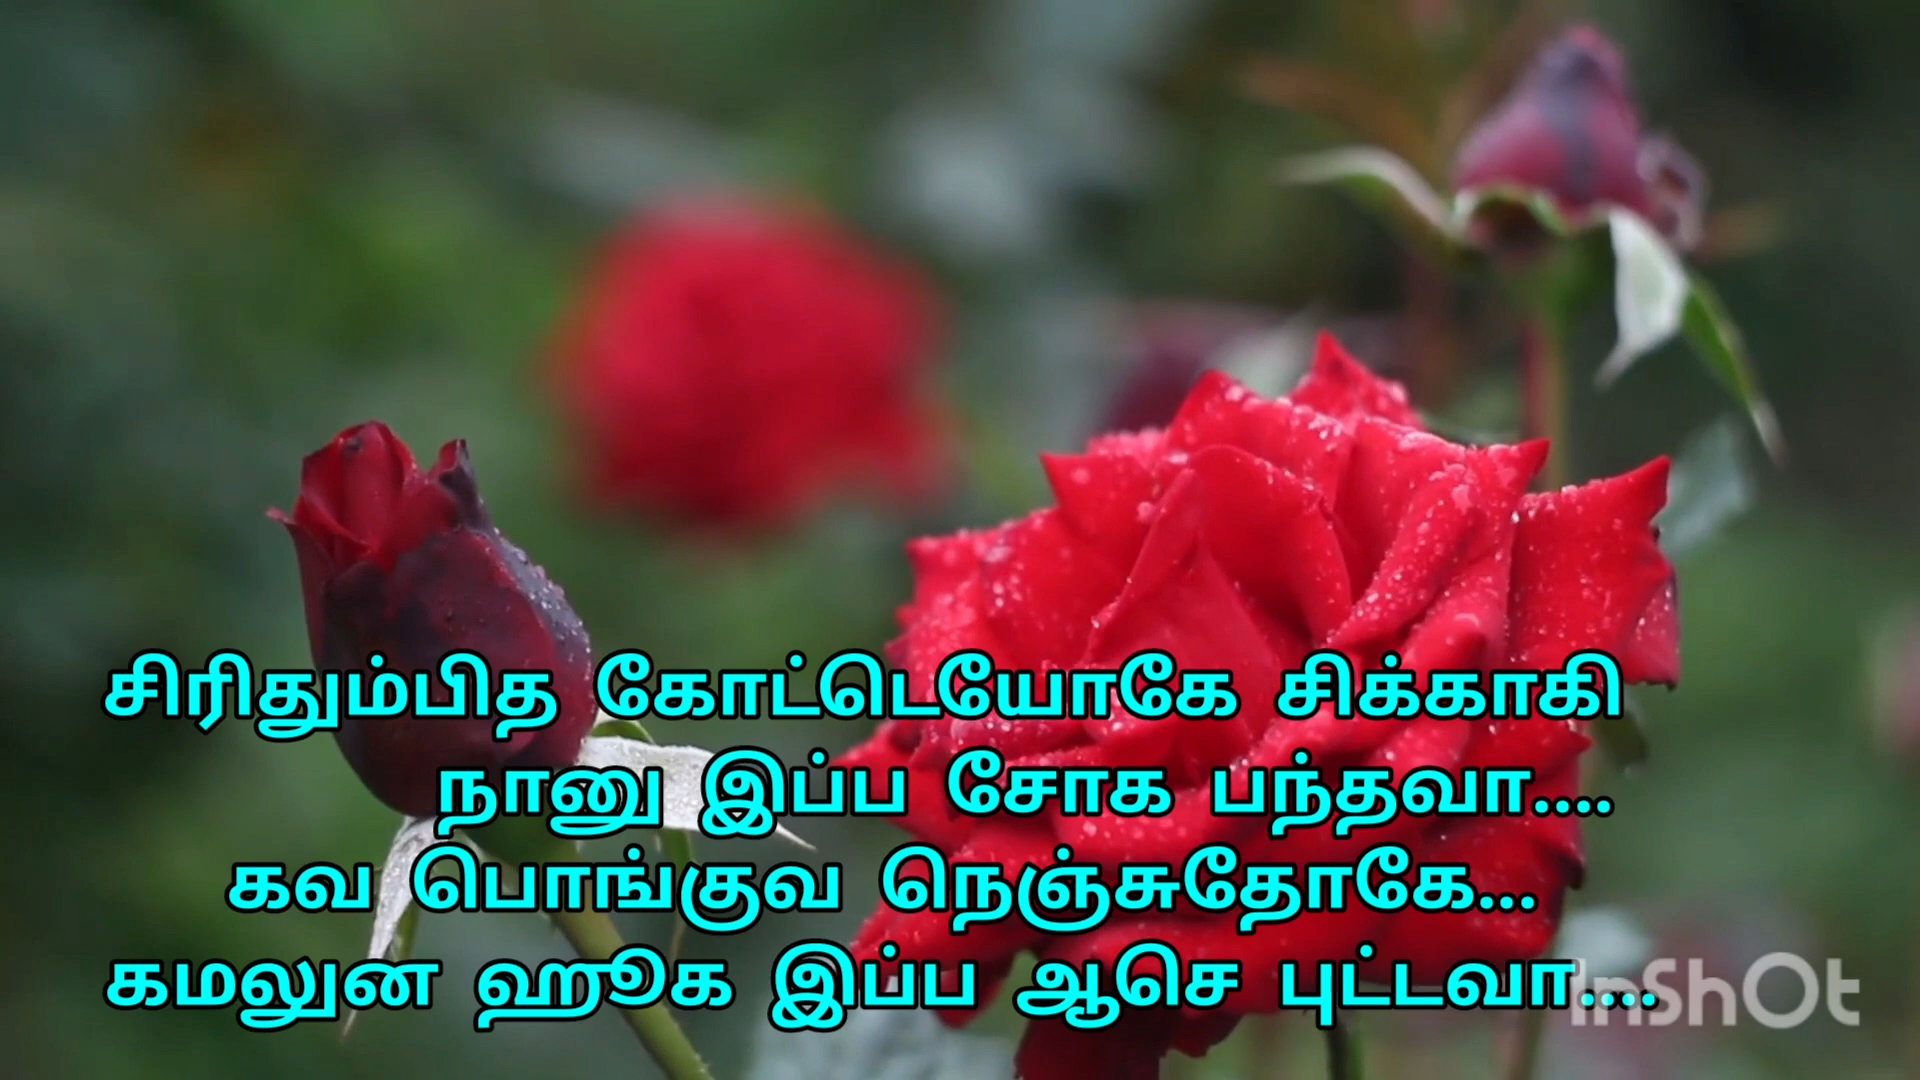 சிரிதும்பித கோட்டெயோகே சிக்காகி
நானு இப்ப சோக பந்தவா....
கவ பொங்குவ நெஞ்சுதோகே...
கமலுன ஹூக இப்ப ஆசெ புட்டவா....
InShOt